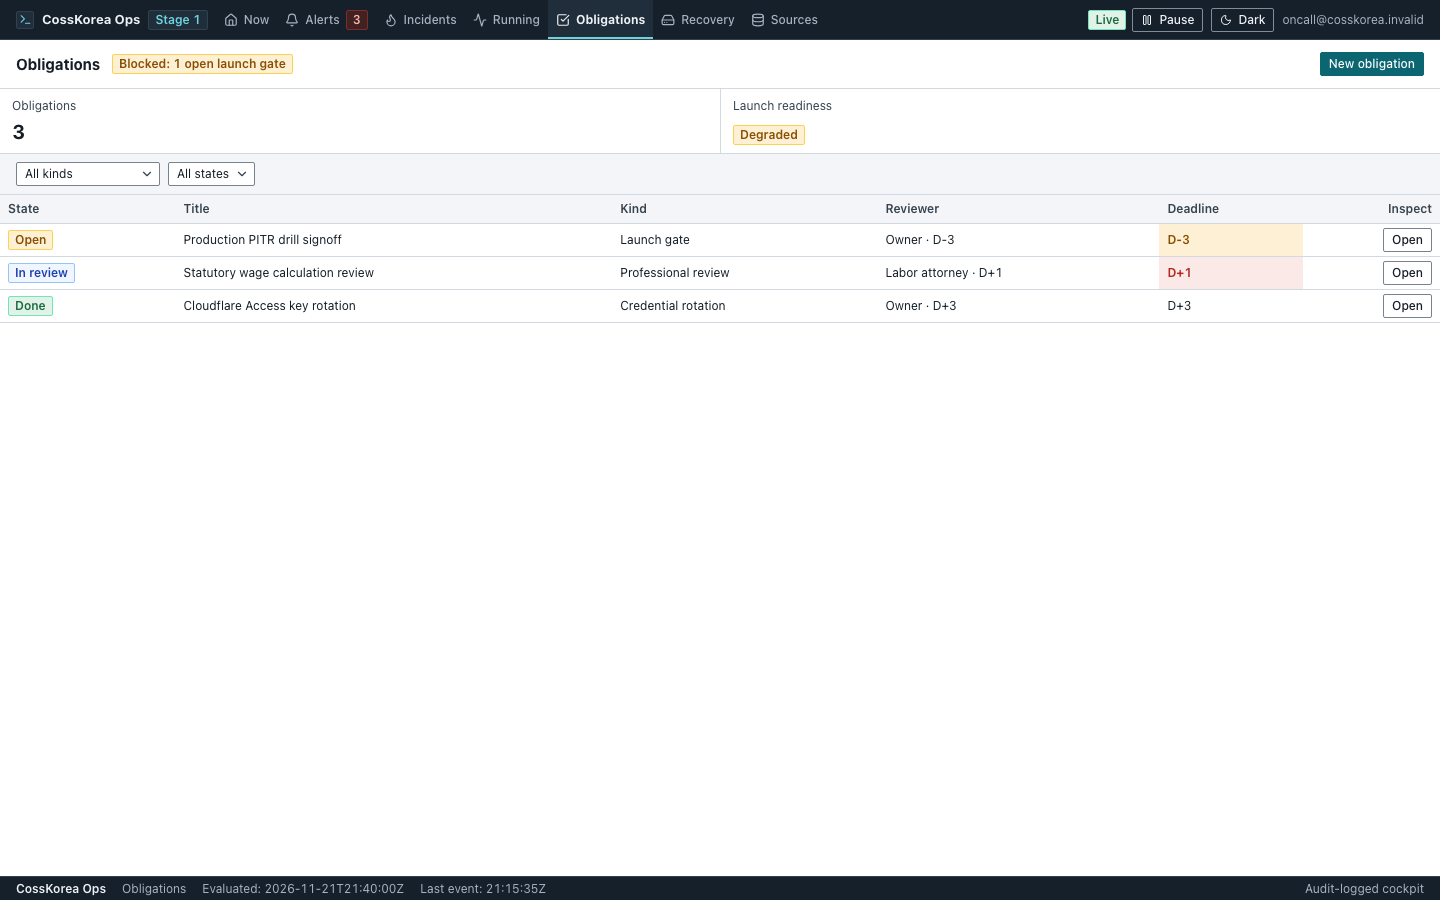 CossKorea Ops Stage 1 Now Alerts 3 Incidents Running Obligations Recovery Sources Live Pause Dark oncall@cosskorea.invalid
Obligations Blocked: 1 open launch gate New obligation
Obligations Launch readiness
3 Degraded
All kinds All states
State Title Kind Reviewer Deadline Inspect
Open Production PITR drill signoff Launch gate Owner · D-3 D-3 Open
In review Statutory wage calculation review Professional review Labor attorney · D+1 D+1 Open
Done Cloudflare Access key rotation Credential rotation Owner · D+3 D+3 Open
CossKorea Ops Obligations Evaluated: 2026-11-21T21:40:00Z Last event: 21:15:35Z Audit-logged cockpit